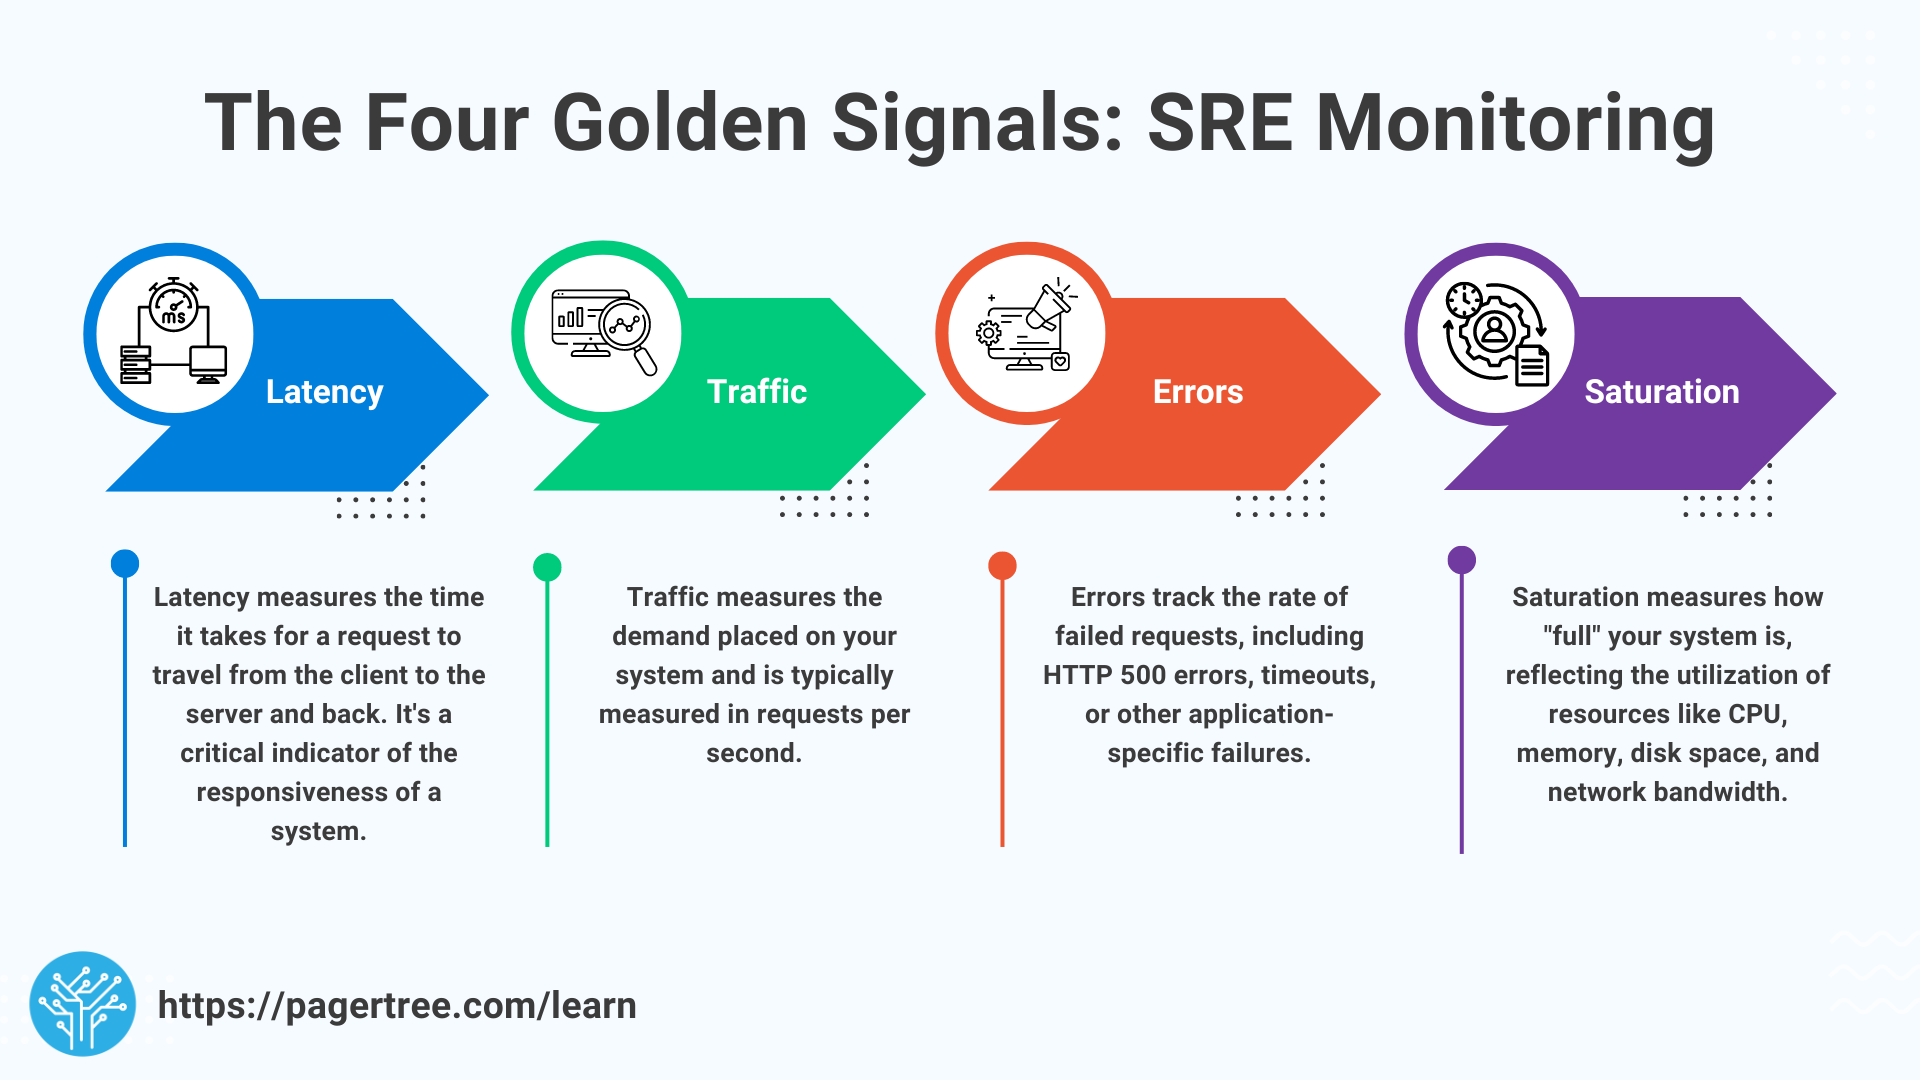 The Four Golden Signals: SRE Monitoring
ms
Latency
Traffic
Errors
Saturation
Latency measures the time
it takes for a request to
travel from the client to the
server and back. It's a
critical indicator of the
responsiveness of a
system.
Traffic measures the
demand placed on your
system and is typically
measured in requests per
second.
Errors track the rate of
failed requests, including
HTTP 500 errors, timeouts,
or other application-
specific failures.
Saturation measures how
"full" your system is,
reflecting the utilization of
resources like CPU,
memory, disk space, and
network bandwidth.
https://pagertree.com/learn